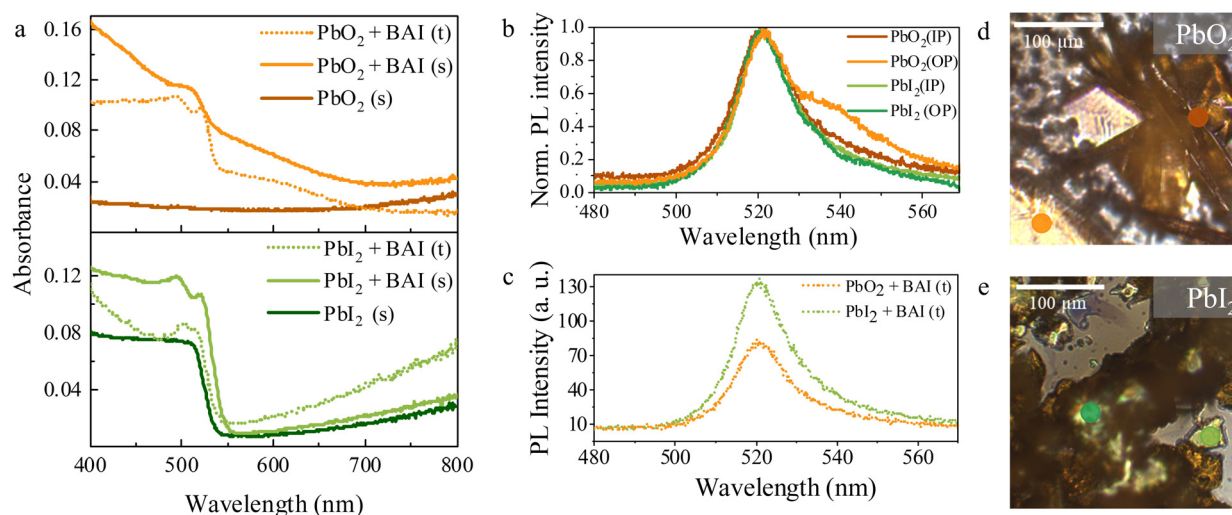 a
0.16
0.12
0.08
0.04
PbO₂ + BAI (t)
PbO₂ + BAI (s)
PbO₂ (s)
0.12
0.08
0.04
PbI₂ + BAI (t)
PbI₂ + BAI (s)
PbI₂ (s)
Absorbance
400 500 600 700 800
Wavelength (nm)
b
1.0
0.8
0.6
0.4
0.2
0.0
Norm. PL intensity
PbO₂(IP)
PbO₂(OP)
PbI₂(IP)
PbI₂(OP)
480 500 520 540 560
Wavelength (nm)
c
130
100
70
40
10
PL Intensity (a. u.)
PbO₂ + BAI (t)
PbI₂ + BAI (t)
480 500 520 540 560
Wavelength (nm)
d
100 µm
PbO
e
100 µm
PbI